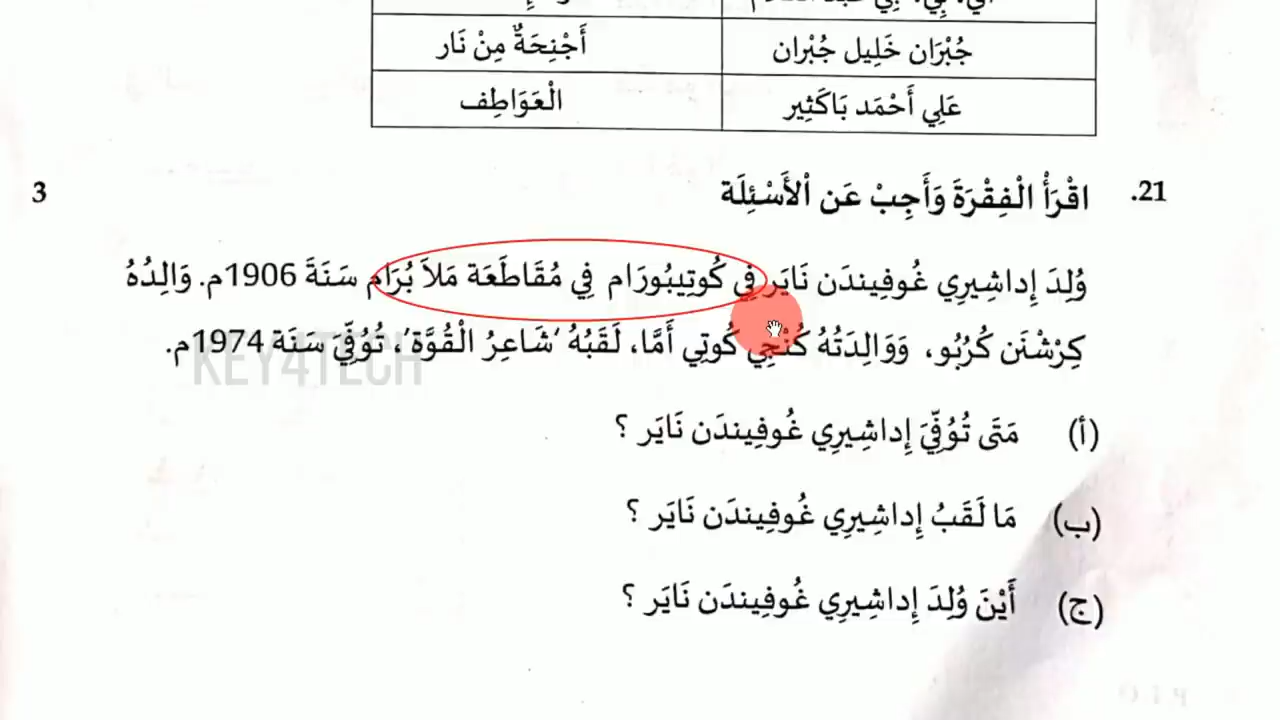 جُبْرَان خَلِيل جُبْران أَجْنِحَةٌ مِنْ نَار
عَلِي أَحْمَد بَاكَثِير الْعَوَاطِف
21. اقْرَأْ الْفِقْرَةَ وَأَجِبْ عَن الْأَسْئِلَة 3
وُلِدَ إِداشِيرِي غُوفِيندَن نَايَر فِي كُوتِيبُورَام فِي مُقَاطَعَة مَلاَ بُرَام سَنَةَ 1906م. وَالِدُهُ
كِرْشْنَن كُرُبُو، وَوَالِدَتُهُ كُنْجِي كُوتِي أَمَّا، لَقَبُهُ ‘شَاعِرُ الْقُوَّة’، تُوُفِّيَ سَنَة 1974م.
KEY4TECH
(أ) مَتَى تُوُفِّيَ إِداشِيرِي غُوفِيندَن نَايَر ؟
(ب) مَا لَقَبُ إِداشِيرِي غُوفِيندَن نَايَر ؟
(ج) أَيْنَ وُلِدَ إِداشِيرِي غُوفِيندَن نَايَر ؟